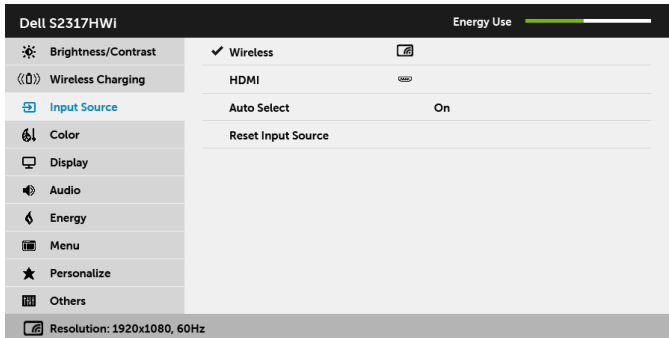 Dell S2317HWi
Energy Use
Brightness/Contrast
Wireless Charging
Input Source
Color
Display
Audio
Energy
Menu
Personalize
Others
Wireless
HDMI
Auto Select On
Reset Input Source
Resolution: 1920x1080, 60Hz